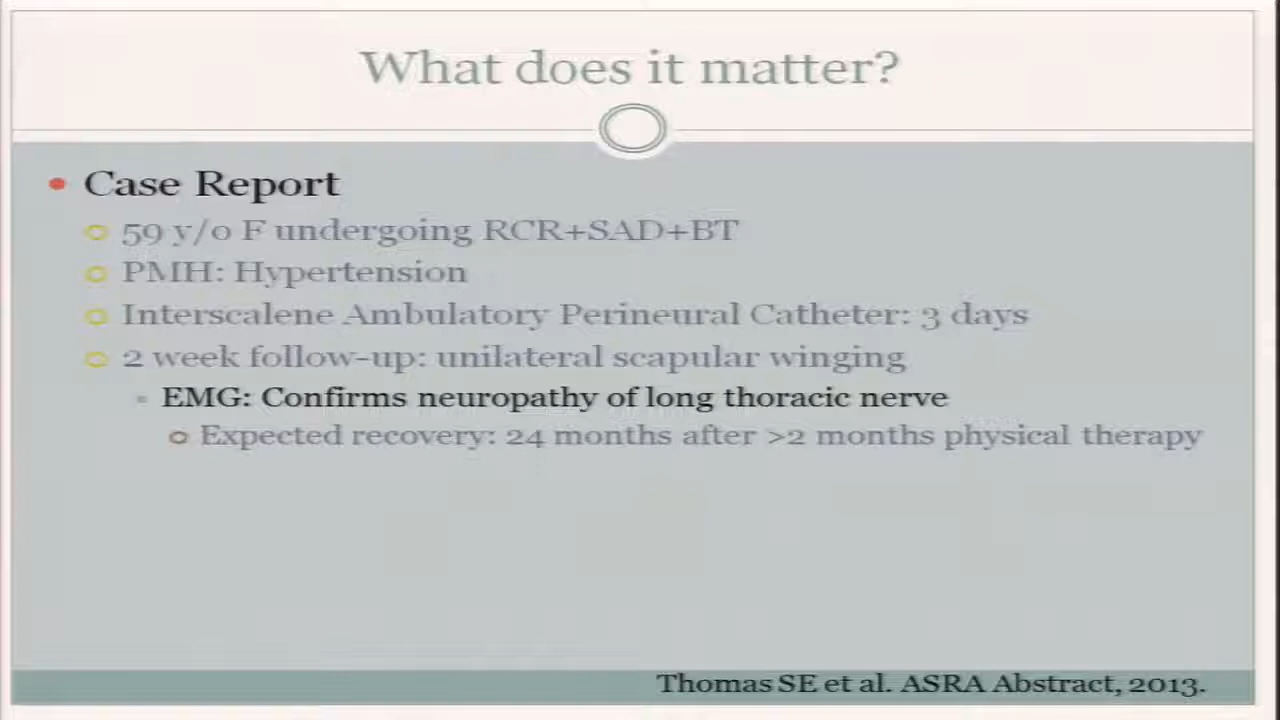 What does it matter?
Case Report
59 y/o F undergoing RCR+SAD+BT
PMH: Hypertension
Interscalene Ambulatory Perineural Catheter: 3 days
2 week follow-up: unilateral scapular winging
EMG: Confirms neuropathy of long thoracic nerve
Expected recovery: 24 months after >2 months physical therapy
Thomas SE et al. ASRA Abstract, 2013.